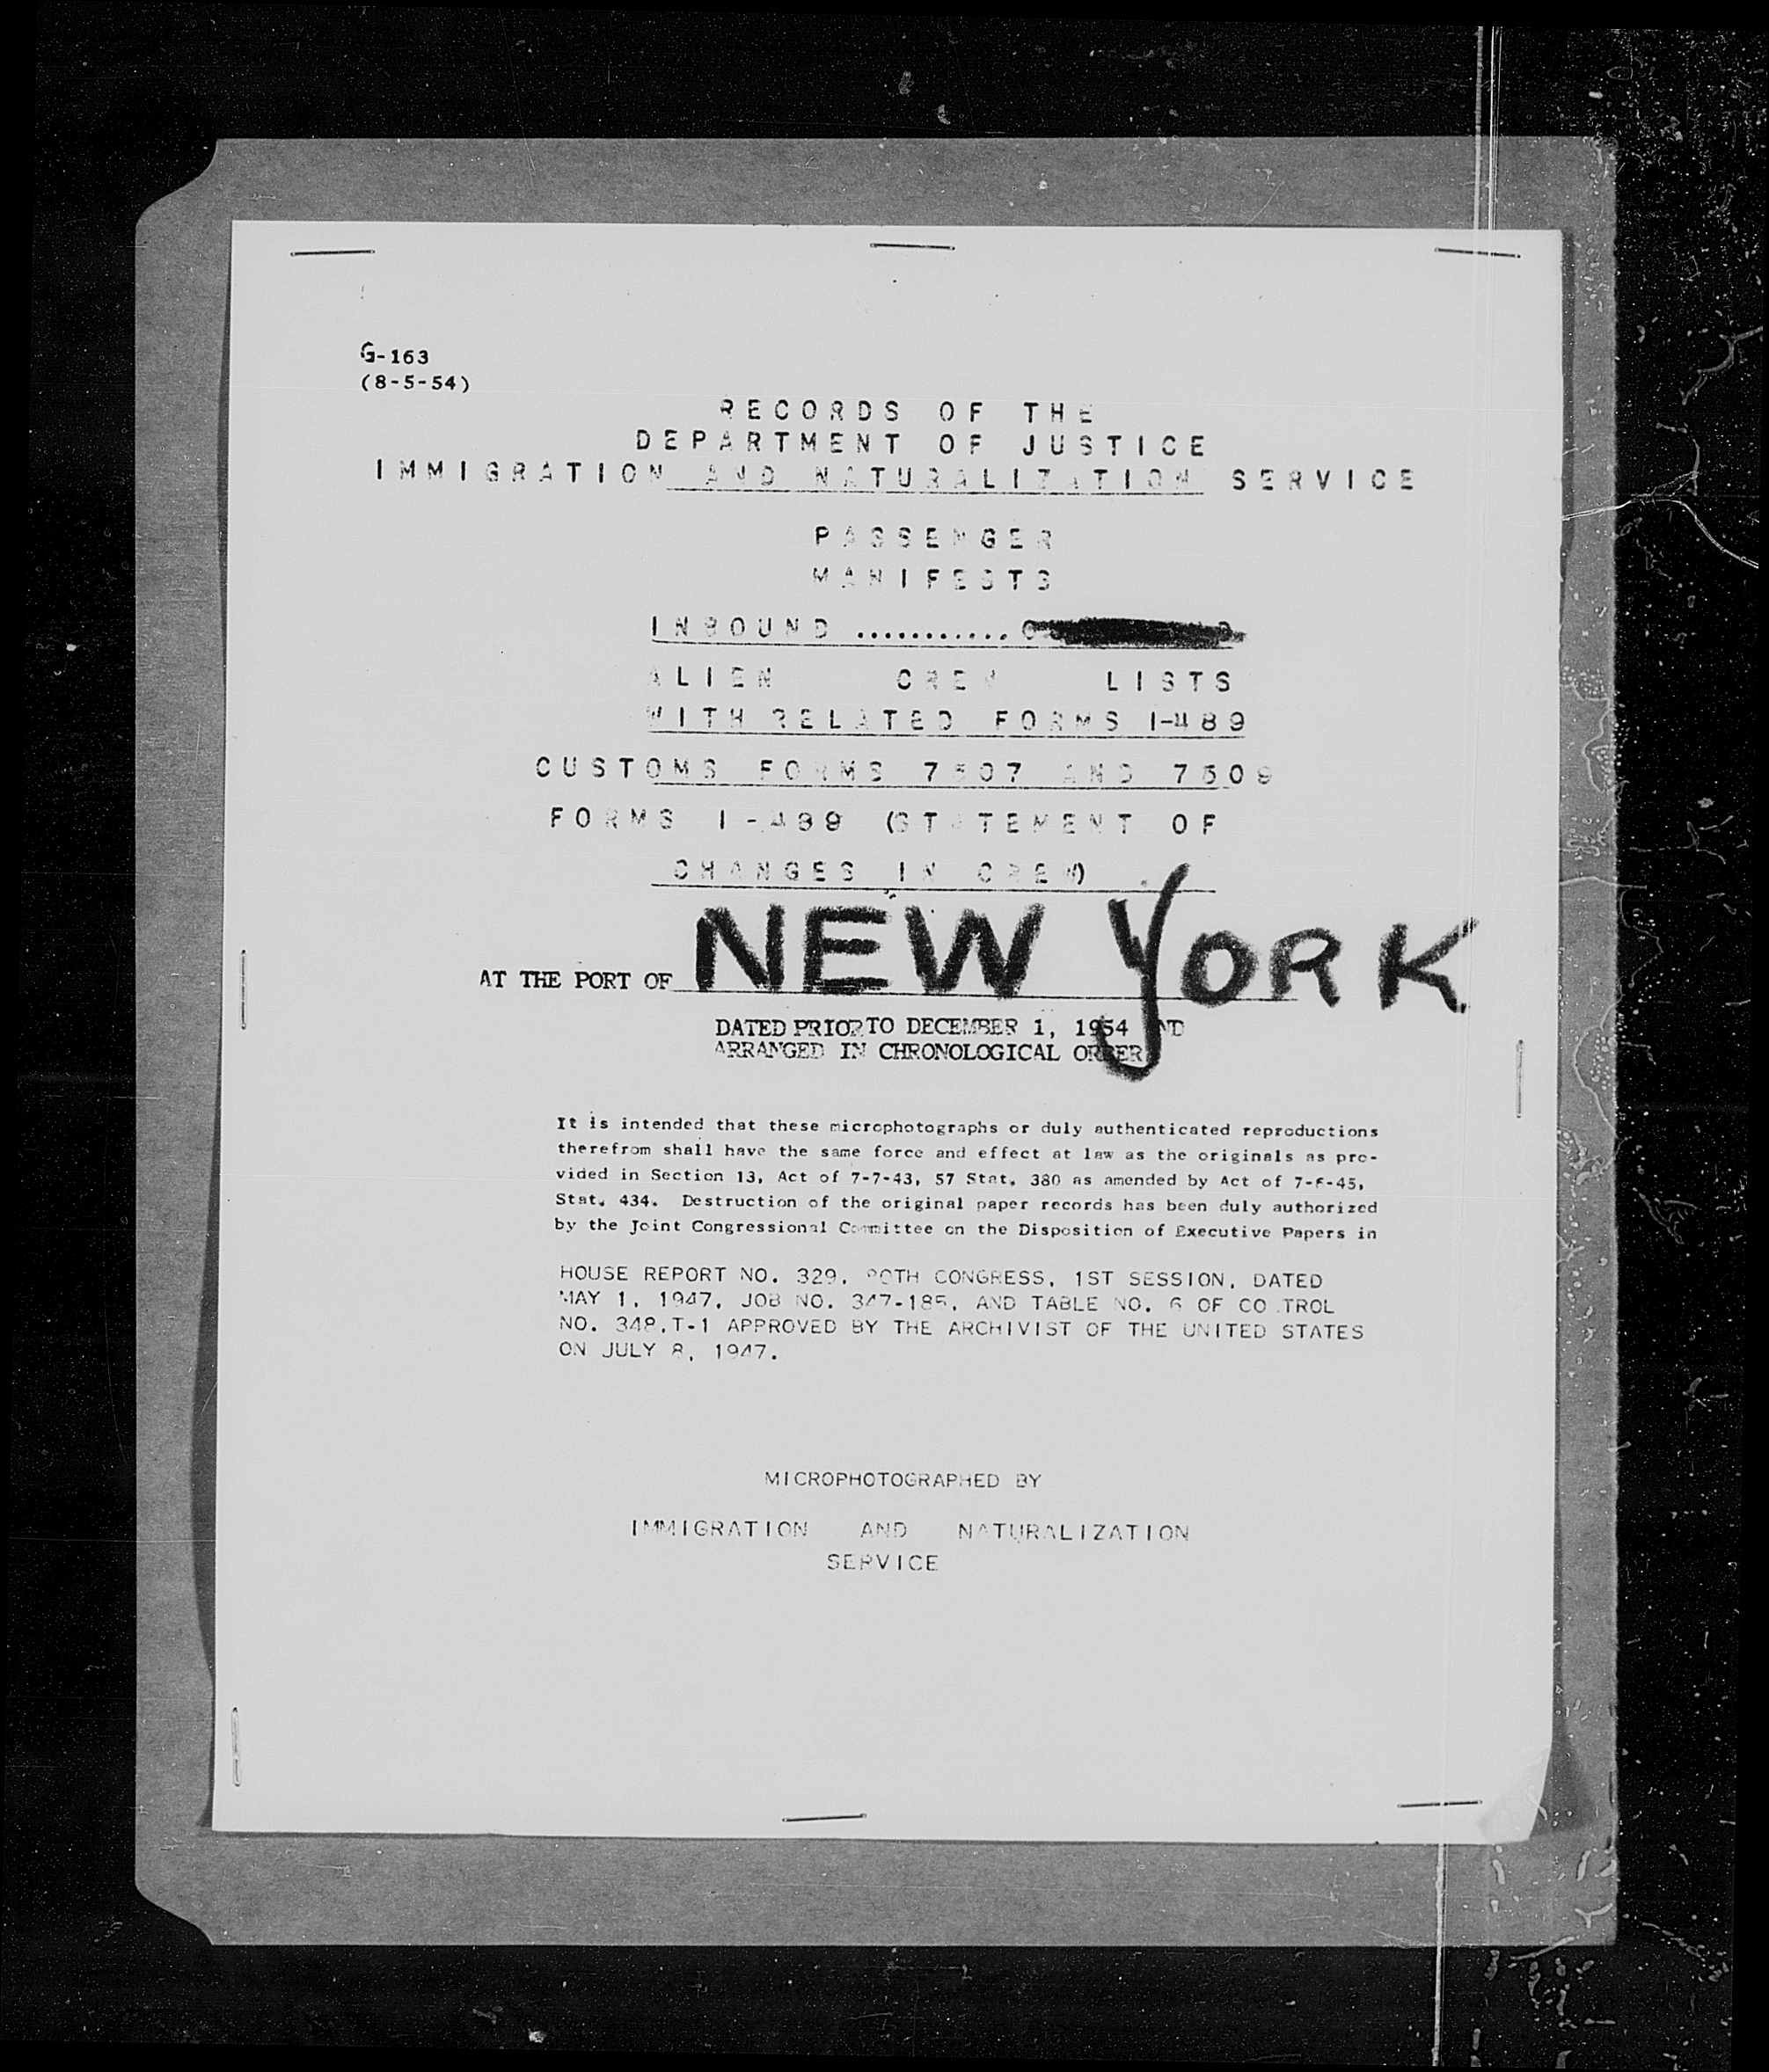 G-163
(8-5-54)
RECORDS OF THE
DEPARTMENT OF JUSTICE
IMMIGRATION AND NATURALIZATION SERVICE
PASSENGER
MANIFESTS
INBOUND ...........
ALIEN CREW LISTS
WITH RELATED FORMS I-489
CUSTOMS FORMS 7507 AND 7509
FORMS I-489 (STATEMENT OF
CHANGES IN CREW)
AT THE PORT OF NEW YORK
DATED PRIOR TO DECEMBER 1, 1954 AND
ARRANGED IN CHRONOLOGICAL ORDER
It is intended that these microphotographs or duly authenticated reproductions
therefrom shall have the same force and effect at law as the originals as pro-
vided in Section 13, Act of 7-7-43, 57 Stat. 380 as amended by Act of 7-6-45,
Stat. 434. Destruction of the original paper records has been duly authorized
by the Joint Congressional Committee on the Disposition of Executive Papers in
HOUSE REPORT NO. 329, 80TH CONGRESS, 1ST SESSION, DATED
MAY 1, 1947, JOB NO. 347-185, AND TABLE NO. 6 OF CONTROL
NO. 348.T-1 APPROVED BY THE ARCHIVIST OF THE UNITED STATES
ON JULY 8, 1947.
MICROPHOTOGRAPHED BY
IMMIGRATION AND NATURALIZATION
SERVICE